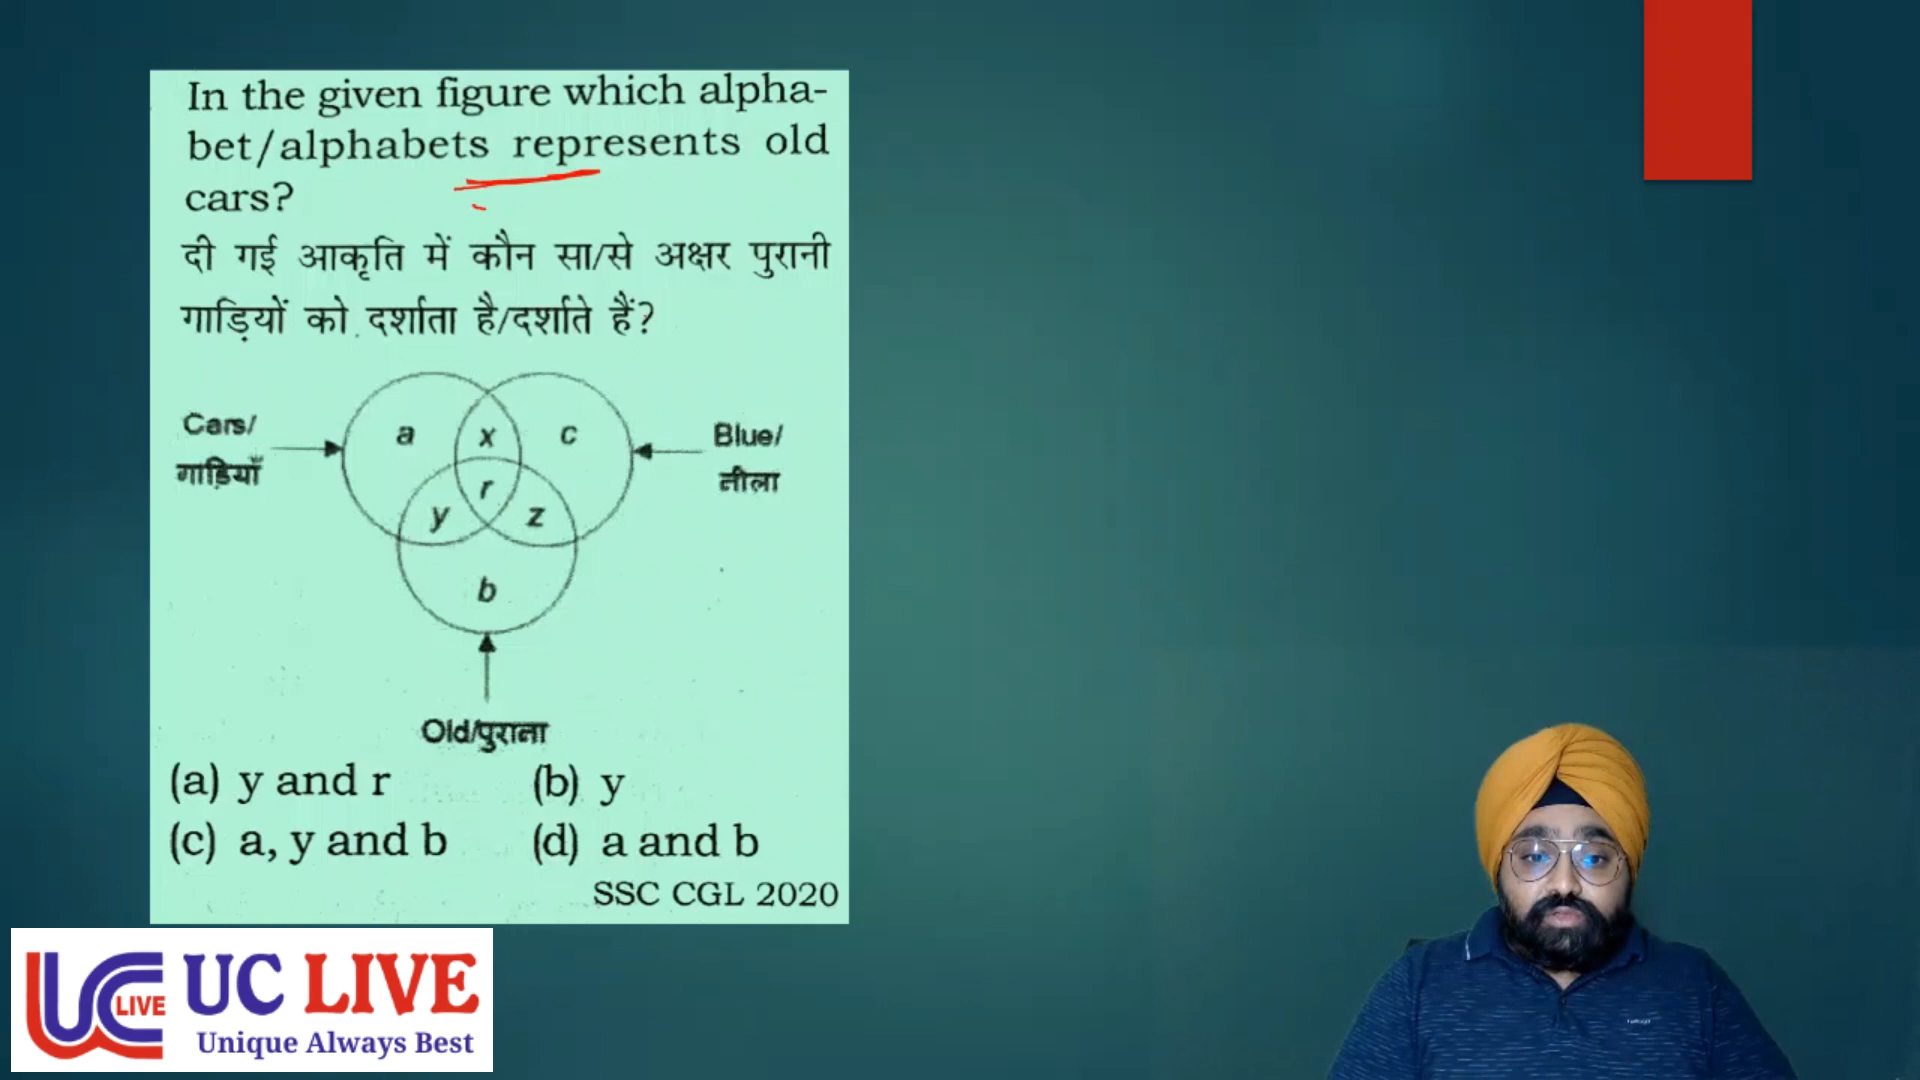 In the given figure which alpha-
bet/alphabets represents old
cars?
दी गई आकृति में कौन सा/से अक्षर पुरानी
गाड़ियों को दर्शाता है/दर्शाते हैं?
Cars/
गाड़ियाँ
a
x
c
Blue/
नीला
r
y
z
b
Old/पुराना
(a) y and r
(b) y
(c) a, y and b
(d) a and b
SSC CGL 2020
UC LIVE
UC LIVE
Unique Always Best